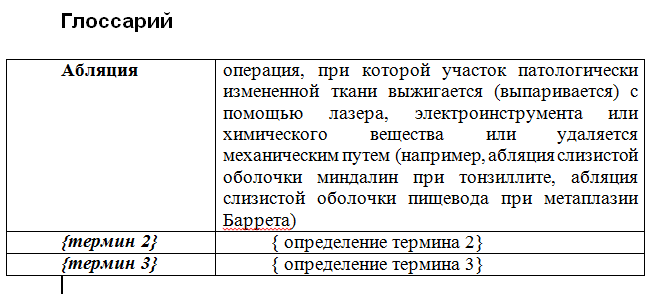 Глоссарий
Абляция
операция, при которой участок патологически
измененной ткани выжигается (выпаривается) с
помощью лазера, электроинструмента или
химического вещества или удаляется
механическим путем (например, абляция слизистой
оболочки миндалин при тонзиллите, абляция
слизистой оболочки пищевода при метаплазии
Баррета)
{термин 2} { определение термина 2}
{термин 3} { определение термина 3}